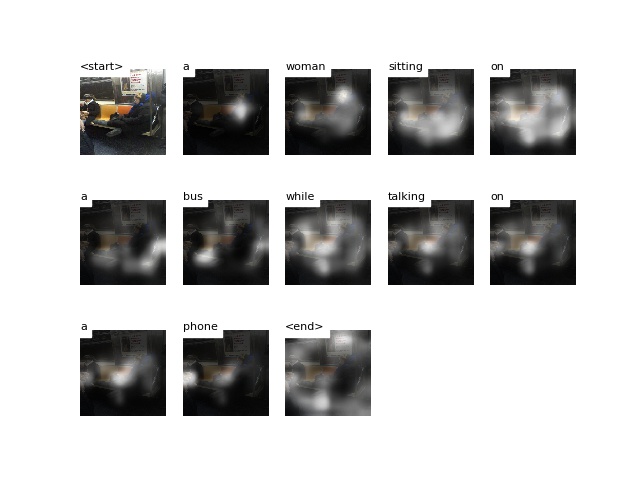 <start> a woman sitting on
a bus while talking on
a phone <end>